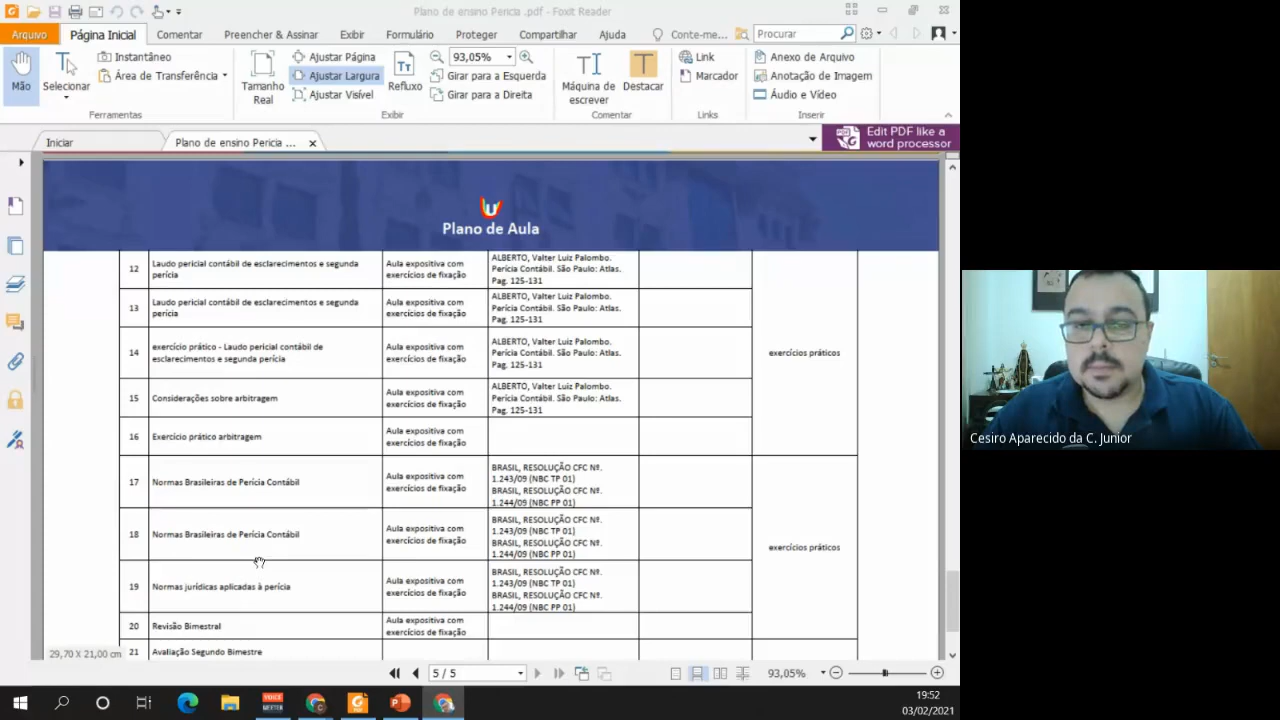 Plano de ensino Pericia .pdf - Foxit Reader
Arquivo
Página Inicial
Comentar
Preencher & Assinar
Exibir
Formulário
Proteger
Compartilhar
Ajuda
Conte-me...
Procurar
Mão
Selecionar
Instantâneo
Área de Transferência
Ferramentas
Tamanho
Real
Ajustar Página
Ajustar Largura
Ajustar Visível
Refluxo
93,05%
Girar para a Esquerda
Girar para a Direita
Exibir
Máquina de
escrever
Destacar
Comentar
Link
Marcador
Links
Anexo de Arquivo
Anotação de Imagem
Áudio e Vídeo
Inserir
Iniciar
Plano de ensino Pericia ...
Edit PDF like a
word processor
Plano de Aula
12
Laudo pericial contábil de esclarecimentos e segunda
perícia
Aula expositiva com
exercícios de fixação
ALBERTO, Valter Luiz Palombo.
Perícia Contábil. São Paulo: Atlas.
Pag. 125-131
13
Laudo pericial contábil de esclarecimentos e segunda
perícia
Aula expositiva com
exercícios de fixação
ALBERTO, Valter Luiz Palombo.
Perícia Contábil. São Paulo: Atlas.
Pag. 125-131
14
exercício prático - Laudo pericial contábil de
esclarecimentos e segunda perícia
Aula expositiva com
exercícios de fixação
ALBERTO, Valter Luiz Palombo.
Perícia Contábil. São Paulo: Atlas.
Pag. 125-131
exercícios práticos
15
Considerações sobre arbitragem
Aula expositiva com
exercícios de fixação
ALBERTO, Valter Luiz Palombo.
Perícia Contábil. São Paulo: Atlas.
Pag. 125-131
16
Exercício prático arbitragem
Aula expositiva com
exercícios de fixação
17
Normas Brasileiras de Perícia Contábil
Aula expositiva com
exercícios de fixação
BRASIL, RESOLUÇÃO CFC Nº.
1.243/09 (NBC TP 01)
BRASIL, RESOLUÇÃO CFC Nº.
1.244/09 (NBC PP 01)
18
Normas Brasileiras de Perícia Contábil
Aula expositiva com
exercícios de fixação
BRASIL, RESOLUÇÃO CFC Nº.
1.243/09 (NBC TP 01)
BRASIL, RESOLUÇÃO CFC Nº.
1.244/09 (NBC PP 01)
exercícios práticos
19
Normas jurídicas aplicadas à perícia
Aula expositiva com
exercícios de fixação
BRASIL, RESOLUÇÃO CFC Nº.
1.243/09 (NBC TP 01)
BRASIL, RESOLUÇÃO CFC Nº.
1.244/09 (NBC PP 01)
20
Revisão Bimestral
Aula expositiva com
exercícios de fixação
21
Avaliação Segundo Bimestre
29,70 X 21,00 cm
5 / 5
93,05%
19:52
03/02/2021
Cesiro Aparecido da C. Junior